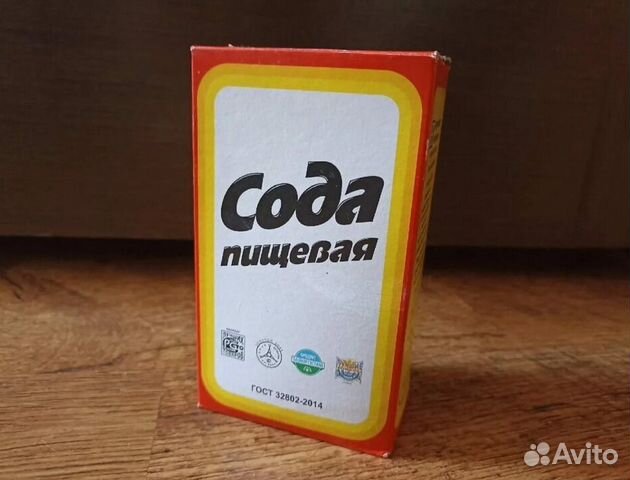 Сода
пищевая
ГОСТ 32802-2014
Avito